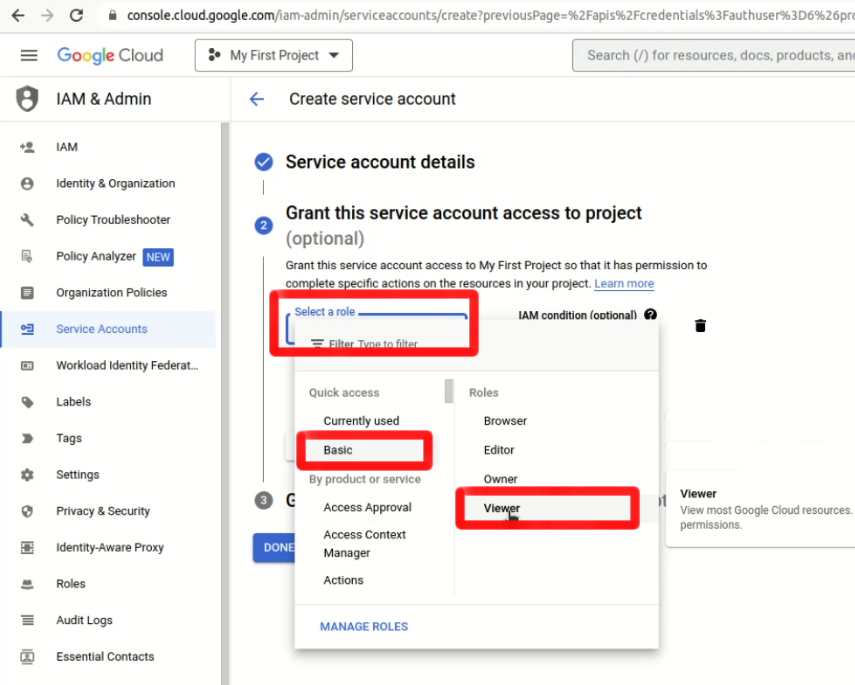 console.cloud.google.com/iam-admin/serviceaccounts/create?previousPage=%2Fapis%2Fcredentials%3Fauthuser%3D6%26pro
Google Cloud
My First Project
Search (/) for resources, docs, products, and
IAM & Admin
Create service account
IAM
Identity & Organization
Policy Troubleshooter
Policy Analyzer NEW
Organization Policies
Service Accounts
Workload Identity Federat...
Labels
Tags
Settings
Privacy & Security
Identity-Aware Proxy
Roles
Audit Logs
Essential Contacts
Service account details
2
Grant this service account access to project
(optional)
Grant this service account access to My First Project so that it has permission to
complete specific actions on the resources in your project. Learn more
Select a role
IAM condition (optional)
Filter Type to filter
Quick access
Currently used
Basic
By product or service
Access Approval
Access Context
Manager
Actions
Roles
Browser
Editor
Owner
Viewer
MANAGE ROLES
3
DONE
Viewer
View most Google Cloud resources.
permissions.